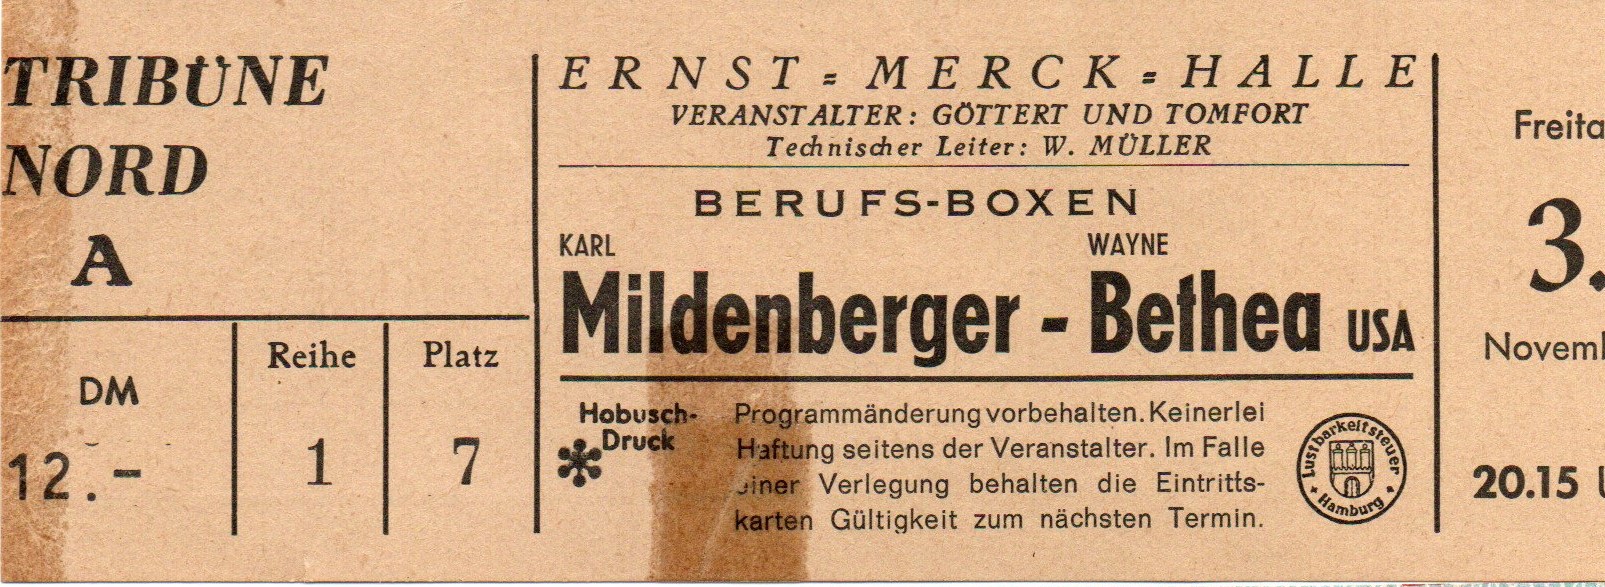 TRIBÜNE
NORD
A
DM
12.-
Reihe
1
Platz
7
ERNST-MERCK-HALLE
VERANSTALTER: GÖTTERT UND TOMFORT
Technischer Leiter: W. MÜLLER
BERUFS-BOXEN
KARL WAYNE
Mildenberger - Bethea USA
Hobusch-
Druck
Programmänderung vorbehalten. Keinerlei
Haftung seitens der Veranstalter. Im Falle
einer Verlegung behalten die Eintritts-
karten Gültigkeit zum nächsten Termin.
Lustbarkeitsteuer
Hamburg
Freita
3.
Novemb
20.15 U